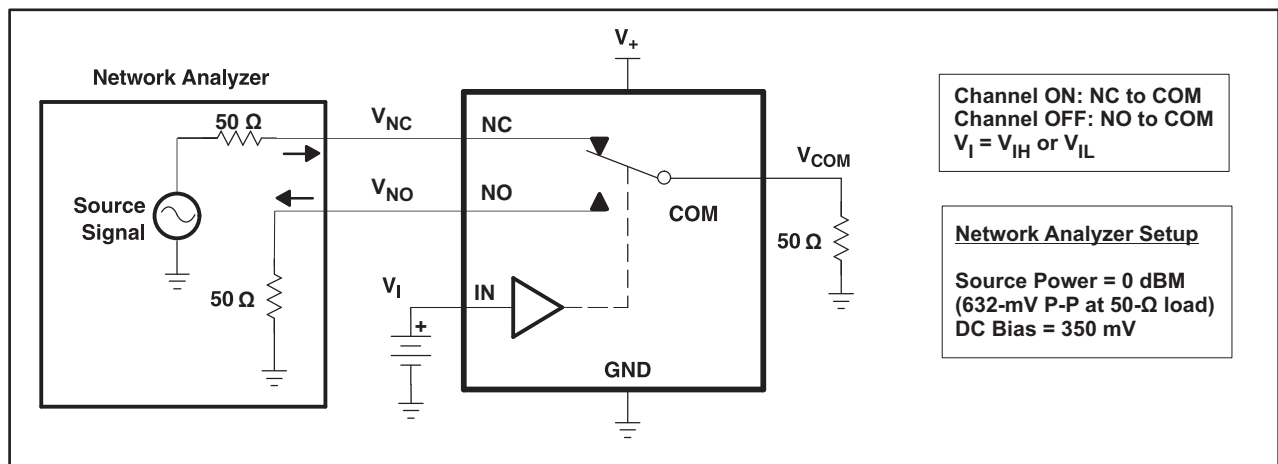 V+
Network Analyzer
50 Ω
VNC
NC
VNO
NO
Source
Signal
50 Ω
VI
IN
+
COM
VCOM
50 Ω
GND
Channel ON: NC to COM
Channel OFF: NO to COM
VI = VIH or VIL
Network Analyzer Setup
Source Power = 0 dBM
(632-mV P-P at 50-Ω load)
DC Bias = 350 mV